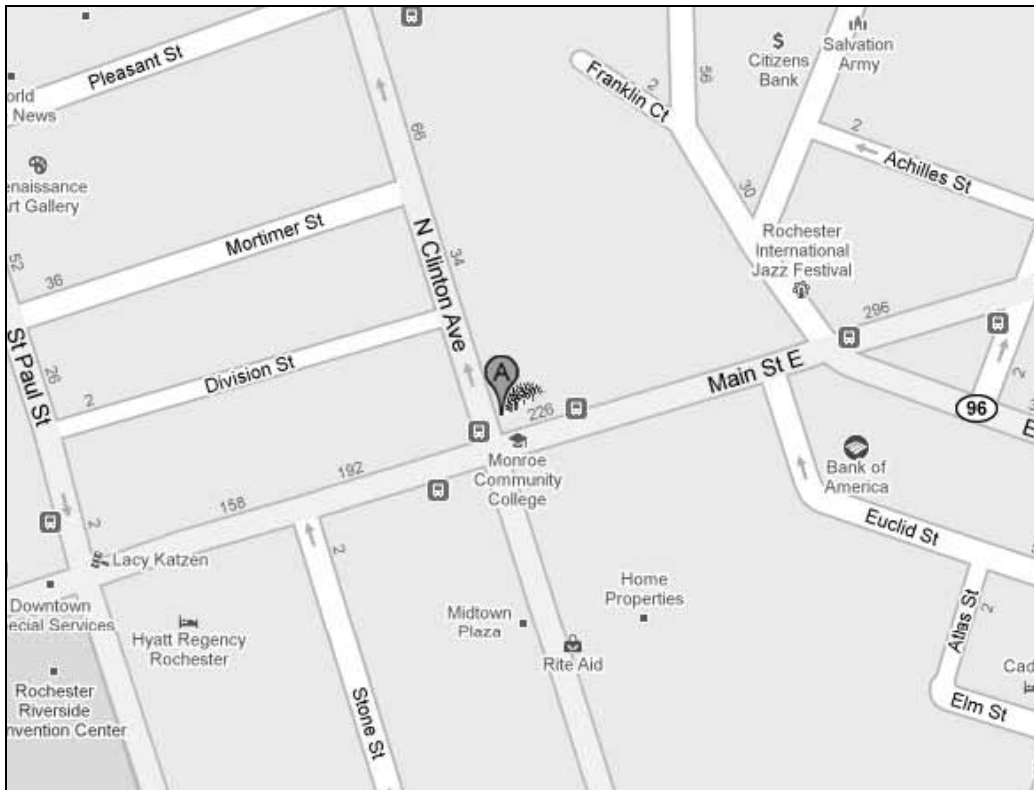 Pleasant St
orld
News
enaissance
rt Gallery
Mortimer St
36
52
St Paul St
26
2
Division St
N Clinton Ave
66
34
Franklin Ct
2
56
30
$
Citizens
Bank
Salvation
Army
2
Achilles St
Rochester
International
Jazz Festival
296
Main St E
2
96
E
A
226
Monroe
Community
College
192
158
2
Lacy Katzen
2
Downtown
ecial Services
Hyatt Regency
Rochester
Rochester
Riverside
nvention Center
Stone St
Midtown
Plaza
Rite Aid
Home
Properties
Bank of
America
Euclid St
Atlas St
2
Elm St
Cad